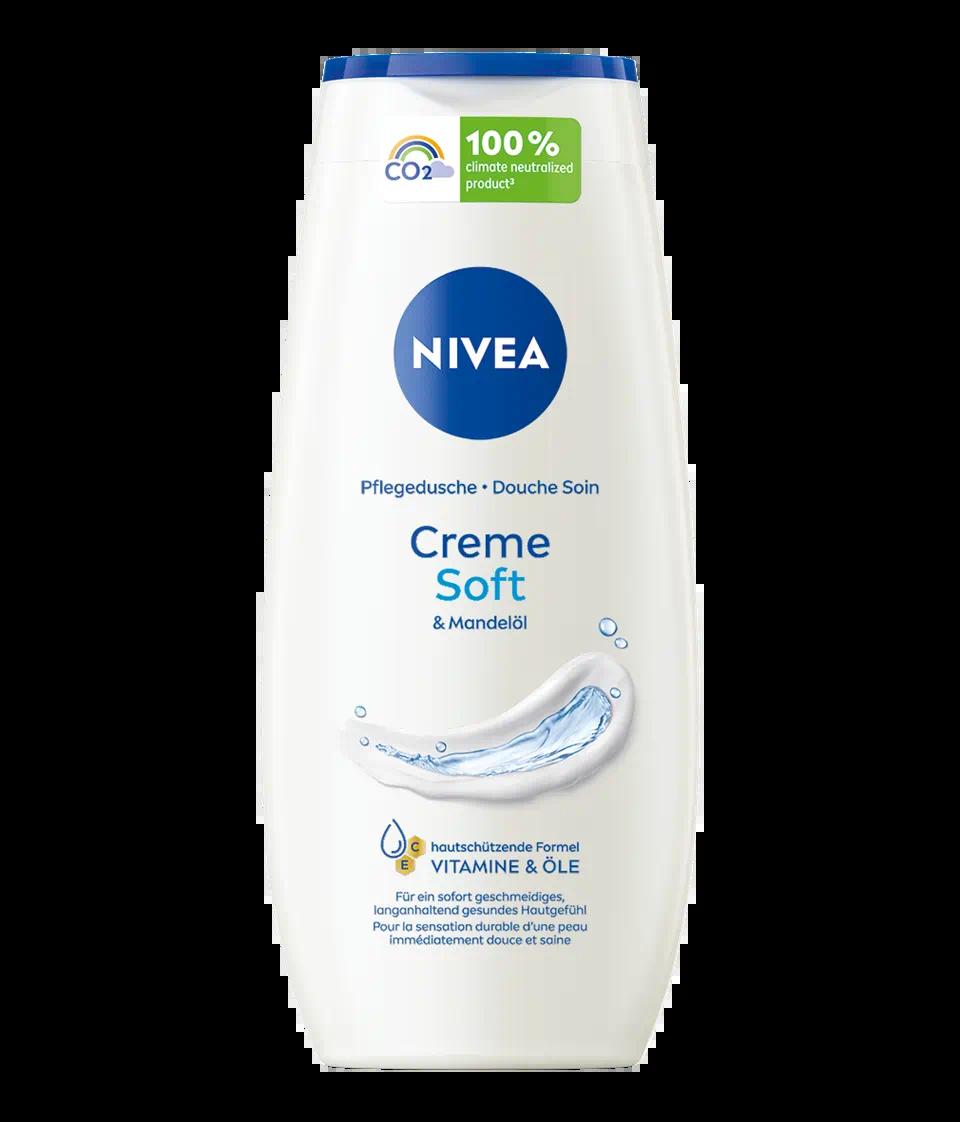 CO2
100%
climate neutralized
product³
NIVEA
Pflegedusche • Douche Soin
Creme
Soft
& Mandelöl
C
E
hautschützende Formel
VITAMINE & ÖLE
Für ein sofort geschmeidiges,
langanhaltend gesundes Hautgefühl
Pour la sensation durable d'une peau
immédiatement douce et saine